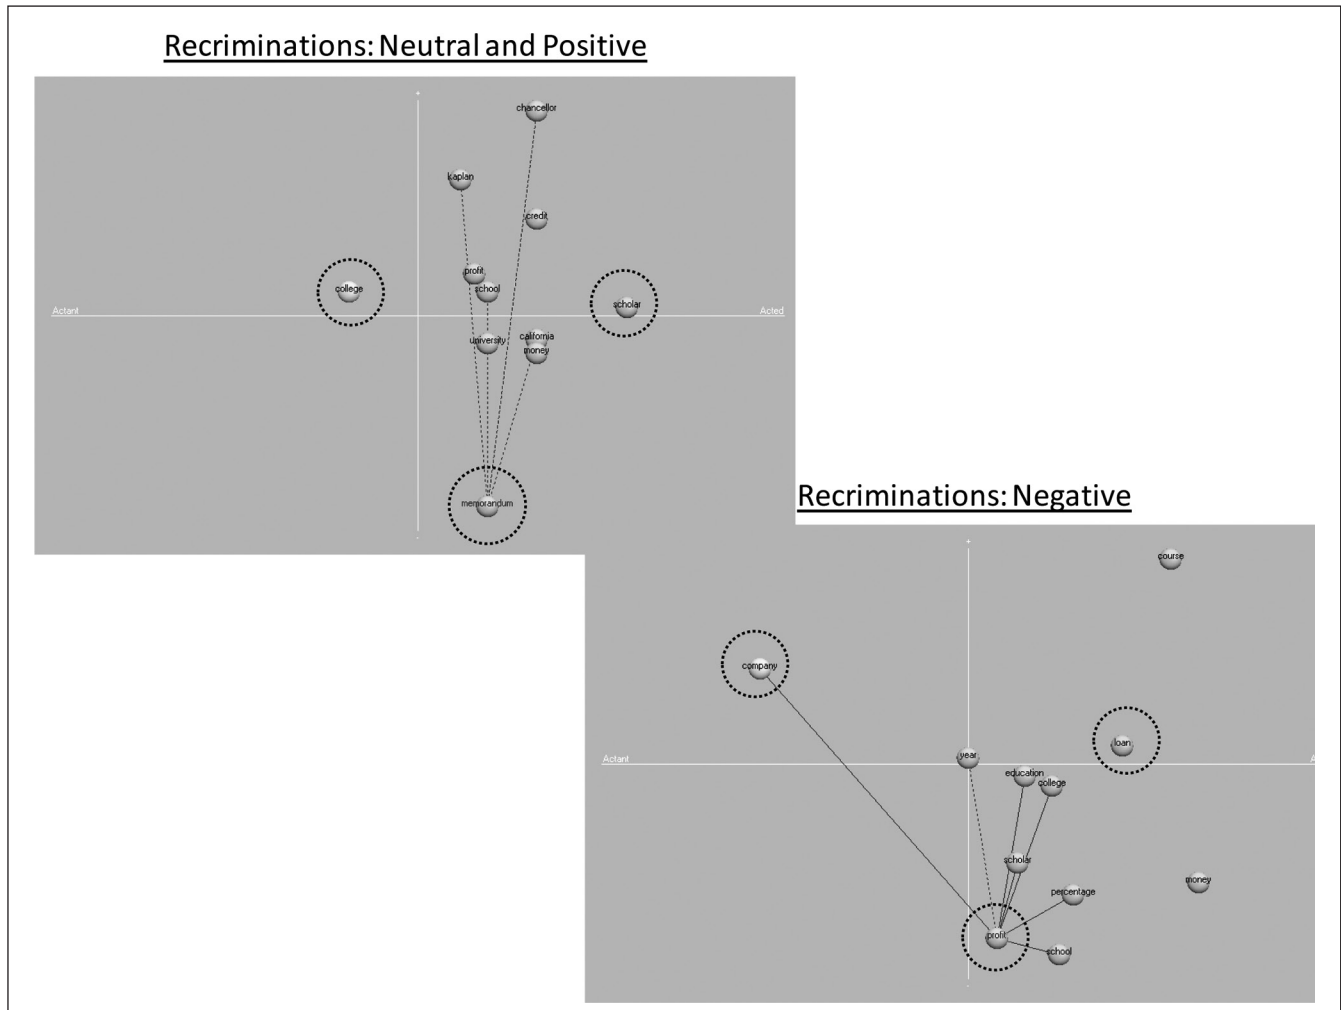 Recriminations: Neutral and Positive
+
chancellor
kaplan
credit
profit
college
school
scholar
Actant
Acted
university
california
money
memorandum
-
Recriminations: Negative
+
course
company
loan
year
Actant
A
education
college
scholar
money
percentage
profit
school
-